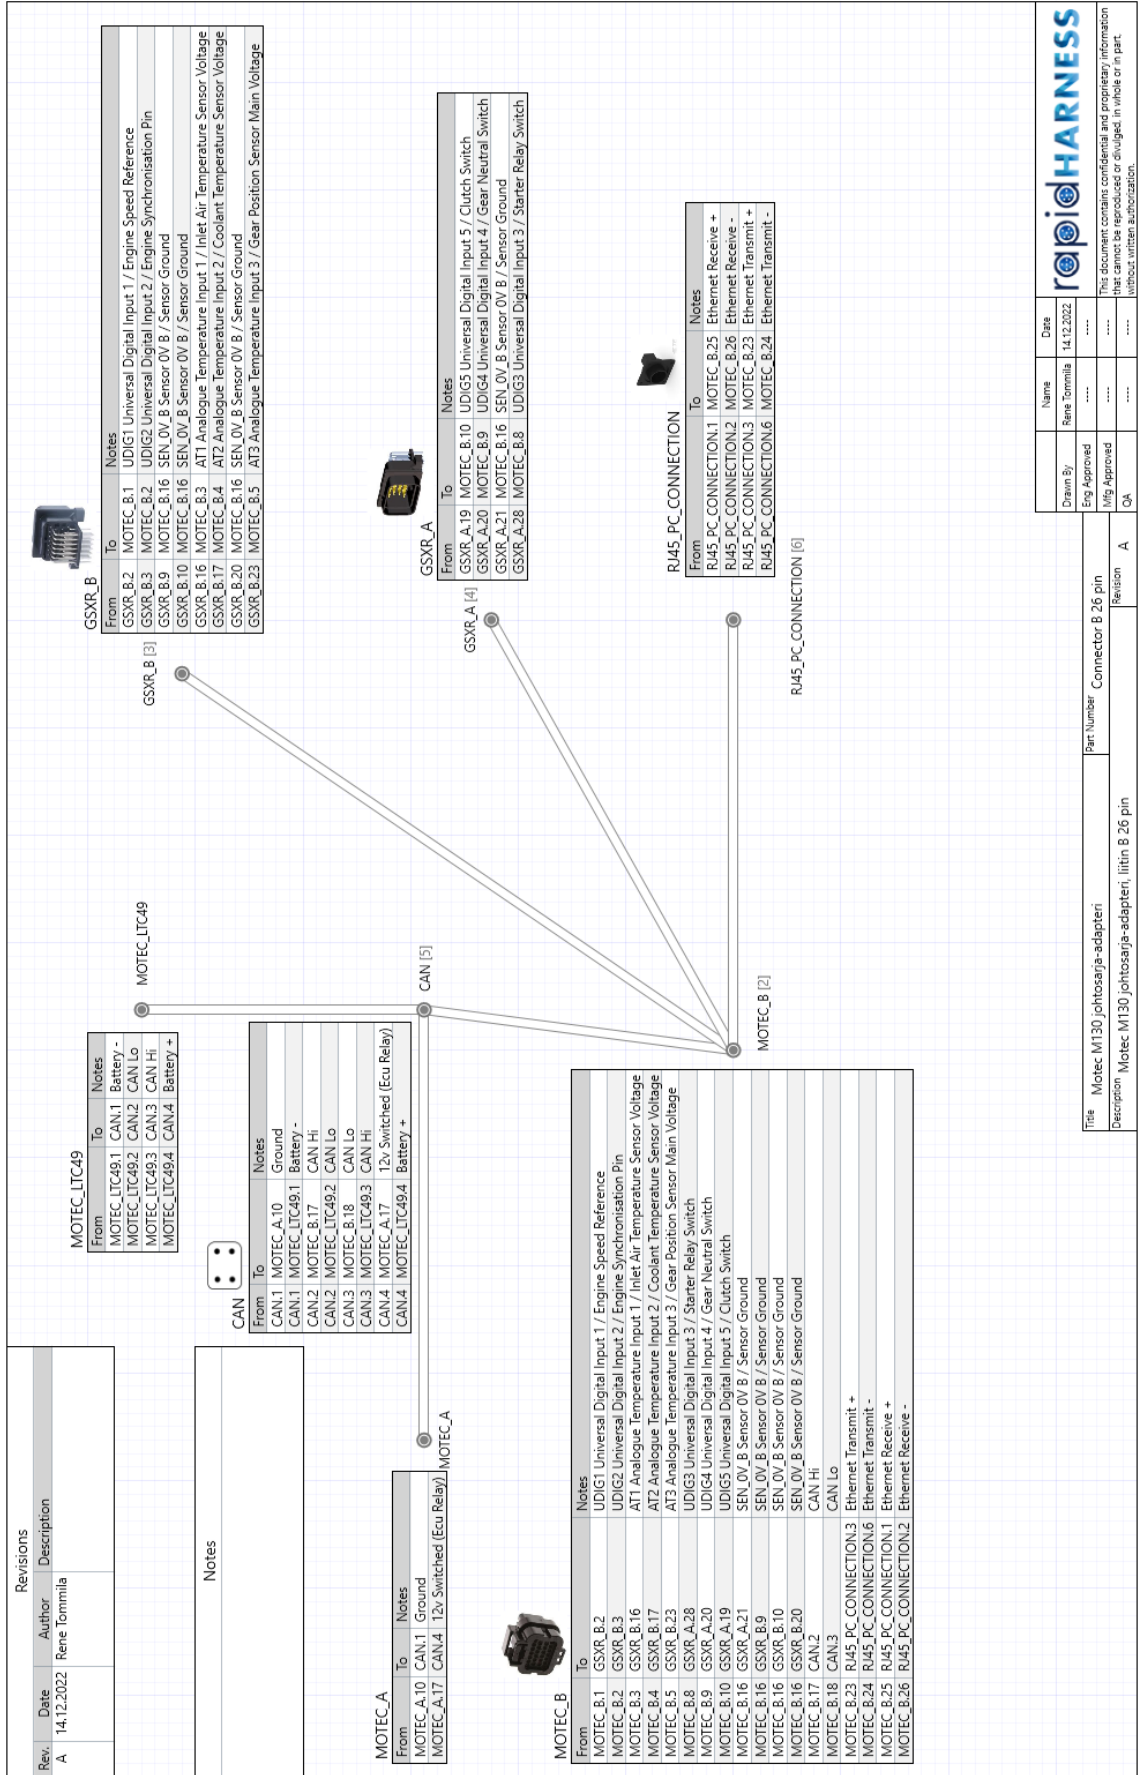 Revisions
Rev. Date Author Description
A 14.12.2022 Rene Tommila
Notes
MOTEC_LTC49
From To Notes
MOTEC_LTC49.1 CAN.1 Battery -
MOTEC_LTC49.2 CAN.2 CAN Lo
MOTEC_LTC49.3 CAN.3 CAN Hi
MOTEC_LTC49.4 CAN.4 Battery +
MOTEC_LTC49
GSXR_B
From To Notes
GSXR_B.2 MOTEC_B.1 UDIG1 Universal Digital Input 1 / Engine Speed Reference
GSXR_B.3 MOTEC_B.2 UDIG2 Universal Digital Input 2 / Engine Synchronisation Pin
GSXR_B.9 MOTEC_B.16 SEN_0V_B Sensor 0V B / Sensor Ground
GSXR_B.10 MOTEC_B.16 SEN_0V_B Sensor 0V B / Sensor Ground
GSXR_B.16 MOTEC_B.3 AT1 Analogue Temperature Input 1 / Inlet Air Temperature Sensor Voltage
GSXR_B.17 MOTEC_B.4 AT2 Analogue Temperature Input 2 / Coolant Temperature Sensor Voltage
GSXR_B.20 MOTEC_B.16 SEN_0V_B Sensor 0V B / Sensor Ground
GSXR_B.23 MOTEC_B.5 AT3 Analogue Temperature Input 3 / Gear Position Sensor Main Voltage
GSXR_B [3]
CAN
From To Notes
CAN.1 MOTEC_A.10 Ground
CAN.1 MOTEC_LTC49.1 Battery -
CAN.2 MOTEC_B.17 CAN Hi
CAN.2 MOTEC_LTC49.2 CAN Lo
CAN.3 MOTEC_B.18 CAN Lo
CAN.3 MOTEC_LTC49.3 CAN Hi
CAN.4 MOTEC_A.17 12v Switched (Ecu Relay)
CAN.4 MOTEC_LTC49.4 Battery +
CAN [5]
MOTEC_A
From To Notes
MOTEC_A.10 CAN.1 Ground
MOTEC_A.17 CAN.4 12v Switched (Ecu Relay)
MOTEC_A
GSXR_A
From To Notes
GSXR_A.19 MOTEC_B.10 UDIG5 Universal Digital Input 5 / Clutch Switch
GSXR_A.20 MOTEC_B.9 UDIG4 Universal Digital Input 4 / Gear Neutral Switch
GSXR_A.21 MOTEC_B.16 SEN_0V_B Sensor 0V B / Sensor Ground
GSXR_A.28 MOTEC_B.8 UDIG3 Universal Digital Input 3 / Starter Relay Switch
GSXR_A [4]
MOTEC_B
From To Notes
MOTEC_B.1 GSXR_B.2 UDIG1 Universal Digital Input 1 / Engine Speed Reference
MOTEC_B.2 GSXR_B.3 UDIG2 Universal Digital Input 2 / Engine Synchronisation Pin
MOTEC_B.3 GSXR_B.16 AT1 Analogue Temperature Input 1 / Inlet Air Temperature Sensor Voltage
MOTEC_B.4 GSXR_B.17 AT2 Analogue Temperature Input 2 / Coolant Temperature Sensor Voltage
MOTEC_B.5 GSXR_B.23 AT3 Analogue Temperature Input 3 / Gear Position Sensor Main Voltage
MOTEC_B.8 GSXR_A.28 UDIG3 Universal Digital Input 3 / Starter Relay Switch
MOTEC_B.9 GSXR_A.20 UDIG4 Universal Digital Input 4 / Gear Neutral Switch
MOTEC_B.10 GSXR_A.19 UDIG5 Universal Digital Input 5 / Clutch Switch
MOTEC_B.16 GSXR_A.21 SEN_0V_B Sensor 0V B / Sensor Ground
MOTEC_B.16 GSXR_B.9 SEN_0V_B Sensor 0V B / Sensor Ground
MOTEC_B.16 GSXR_B.10 SEN_0V_B Sensor 0V B / Sensor Ground
MOTEC_B.16 GSXR_B.20 SEN_0V_B Sensor 0V B / Sensor Ground
MOTEC_B.17 CAN.2 CAN Hi
MOTEC_B.18 CAN.3 CAN Lo
MOTEC_B.23 RJ45_PC_CONNECTION.3 Ethernet Transmit +
MOTEC_B.24 RJ45_PC_CONNECTION.6 Ethernet Transmit -
MOTEC_B.25 RJ45_PC_CONNECTION.1 Ethernet Receive +
MOTEC_B.26 RJ45_PC_CONNECTION.2 Ethernet Receive -
MOTEC_B [2]
RJ45_PC_CONNECTION
From To Notes
RJ45_PC_CONNECTION.1 MOTEC_B.25 Ethernet Receive +
RJ45_PC_CONNECTION.2 MOTEC_B.26 Ethernet Receive -
RJ45_PC_CONNECTION.3 MOTEC_B.23 Ethernet Transmit +
RJ45_PC_CONNECTION.6 MOTEC_B.24 Ethernet Transmit -
RJ45_PC_CONNECTION [6]
Title Motec M130 johtosarja-adapteri
Part Number Connector B 26 pin
Description Motec M130 johtosarja-adapteri, liitin B 26 pin
Revision A
Name Date
Drawn By Rene Tommila 14.12.2022
Eng Approved ---- ----
Mfg Approved ---- ----
QA ---- ----
rapidHARNESS
This document contains confidential and proprietary information
that cannot be reproduced or divulged, in whole or in part,
without written authorization.